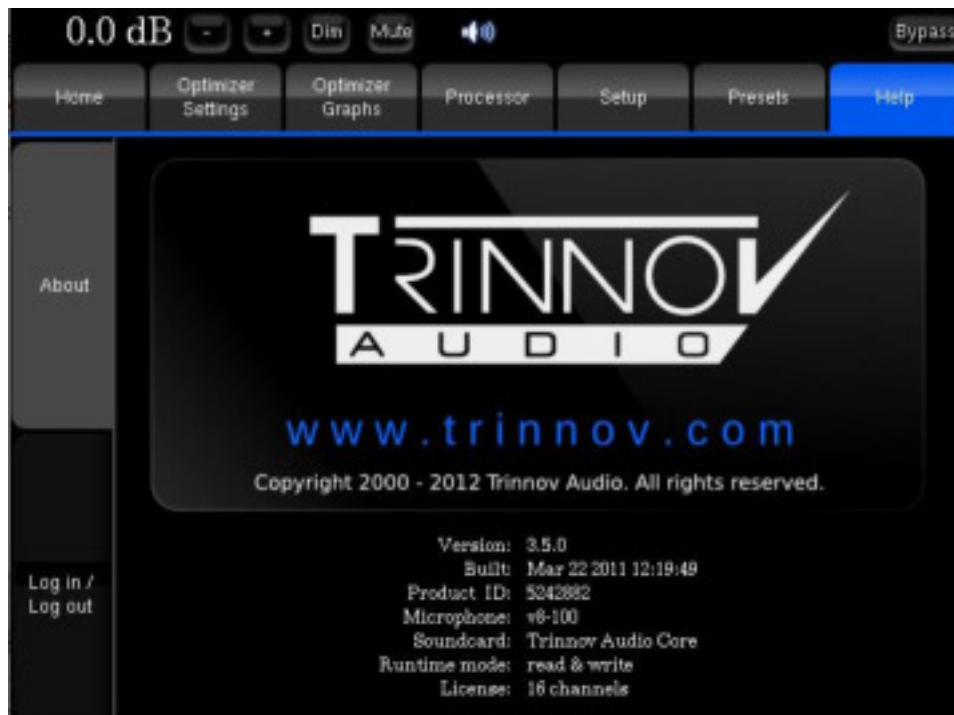 0.0 dB - + Dim Mute Bypass
Home Optimizer Settings Optimizer Graphs Processor Setup Presets Help
About
TRINNOV
AUDIO
www.trinnov.com
Copyright 2000 - 2012 Trinnov Audio. All rights reserved.
Version: 3.5.0
Built: Mar 22 2011 12:19:49
Product ID: 5242882
Microphone: v6-100
Soundcard: Trinnov Audio Core
Runtime mode: read & write
License: 16 channels
Log in /
Log out